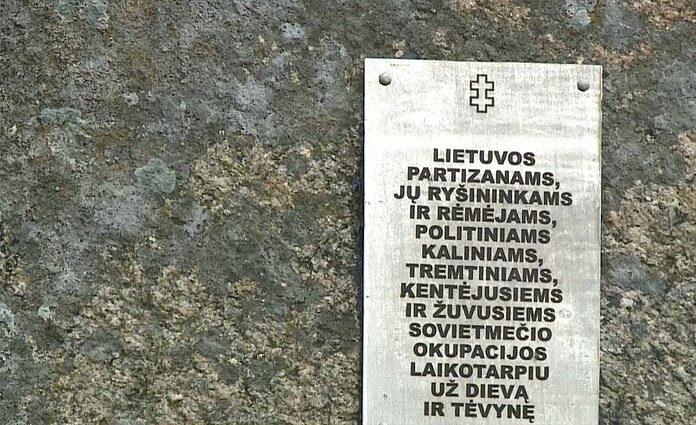 LIETUVOS
PARTIZANAMS,
JŲ RYŠININKAMS
IR RĖMĖJAMS,
POLITINIAMS
KALINIAMS,
TREMTINIAMS,
KENTĖJUSIEMS
IR ŽUVUSIEMS
SOVIETMEČIO
OKUPACIJOS
LAIKOTARPIU
UŽ DIEVĄ
IR TĖVYNĘ